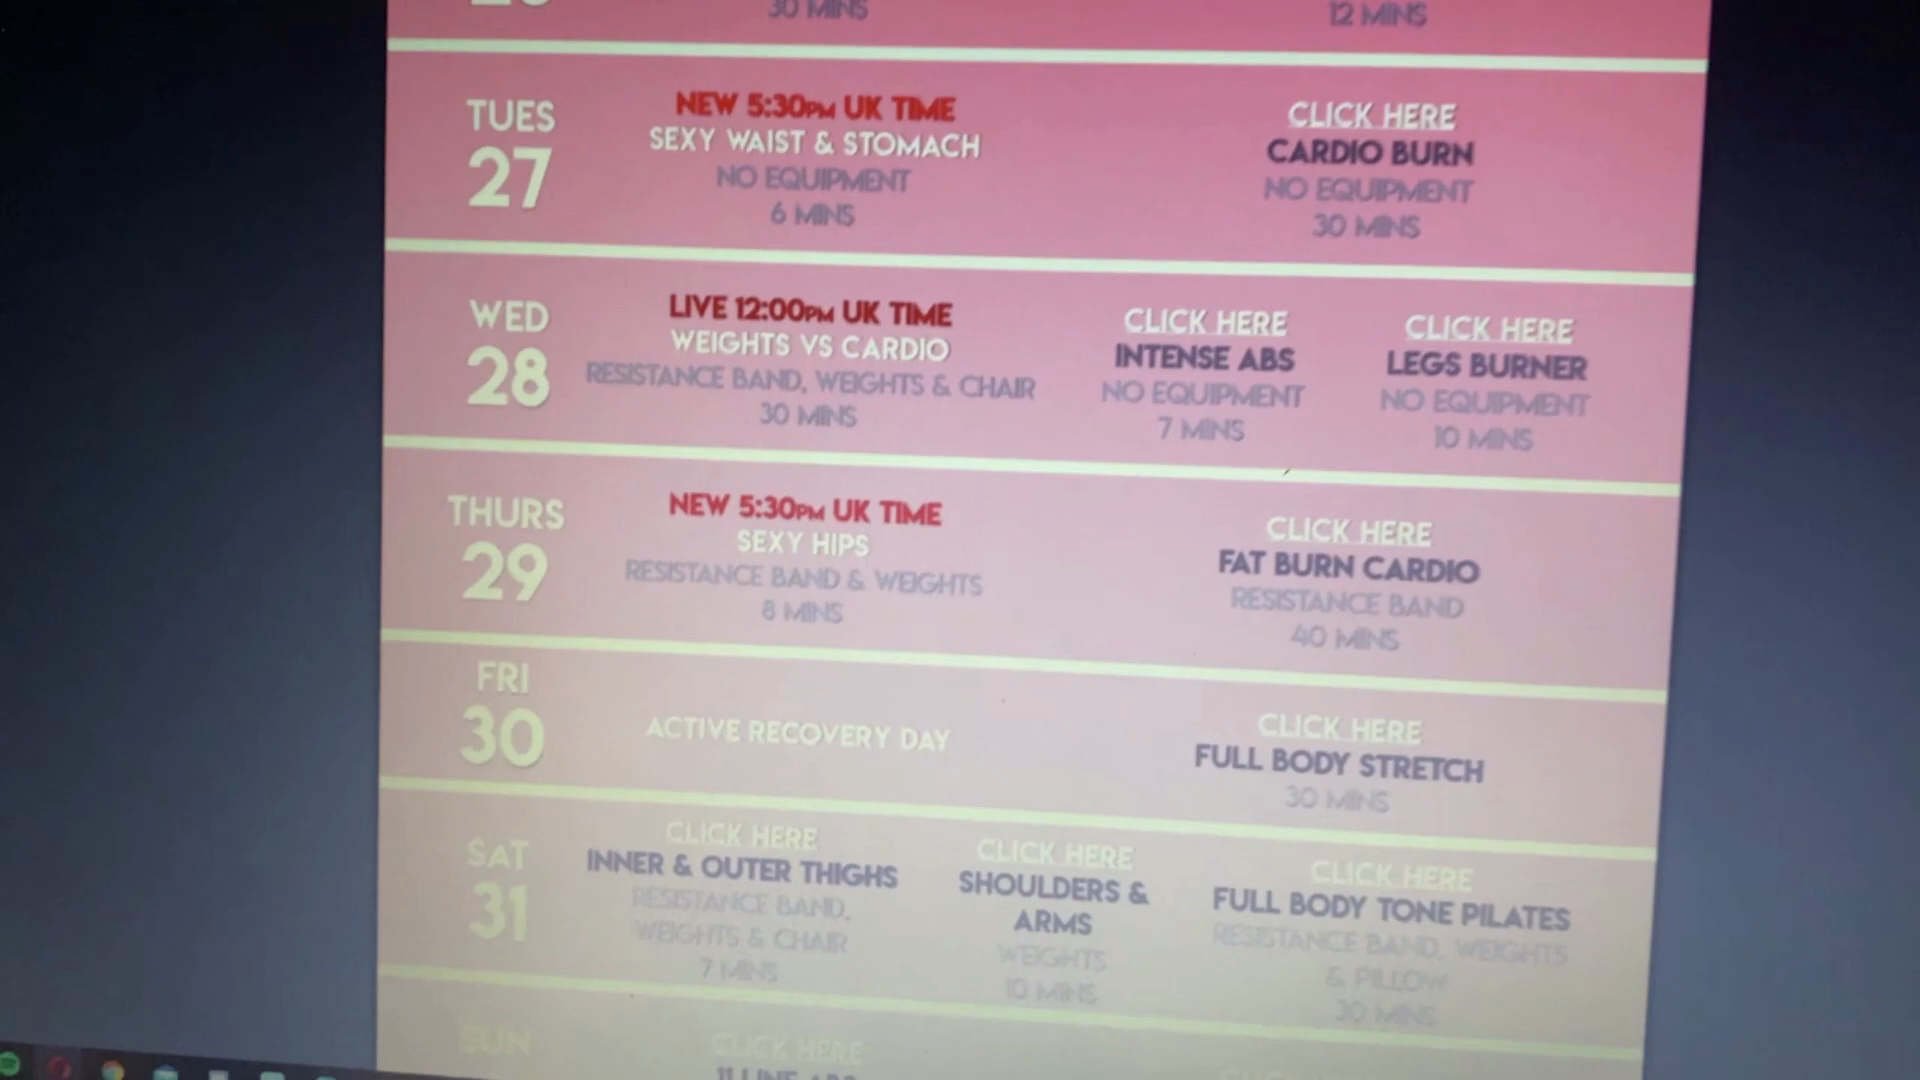 30 MINS
12 MINS
TUES
27
NEW 5:30PM UK TIME
SEXY WAIST & STOMACH
NO EQUIPMENT
6 MINS
CLICK HERE
CARDIO BURN
NO EQUIPMENT
30 MINS
WED
28
LIVE 12:00PM UK TIME
WEIGHTS VS CARDIO
RESISTANCE BAND, WEIGHTS & CHAIR
30 MINS
CLICK HERE
INTENSE ABS
NO EQUIPMENT
7 MINS
CLICK HERE
LEGS BURNER
NO EQUIPMENT
10 MINS
THURS
29
NEW 5:30PM UK TIME
SEXY HIPS
RESISTANCE BAND & WEIGHTS
8 MINS
CLICK HERE
FAT BURN CARDIO
RESISTANCE BAND
40 MINS
FRI
30
ACTIVE RECOVERY DAY
CLICK HERE
FULL BODY STRETCH
30 MINS
SAT
31
CLICK HERE
INNER & OUTER THIGHS
RESISTANCE BAND,
WEIGHTS & CHAIR
7 MINS
CLICK HERE
SHOULDERS &
ARMS
WEIGHTS
10 MINS
CLICK HERE
FULL BODY TONE PILATES
RESISTANCE BAND, WEIGHTS
& PILLOW
30 MINS
SUN
CLICK HERE
11 LINE ABS